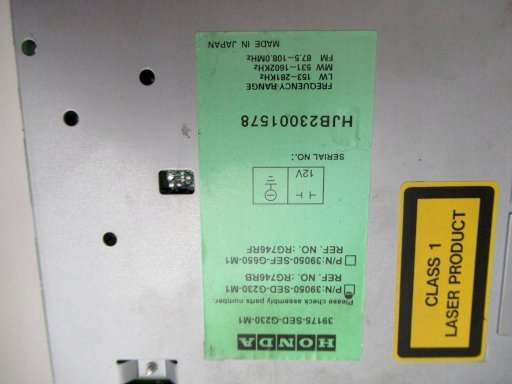 HONDA
39175-SED-G230-M1
Please check assembly parts number.
P/N:39050-SED-G230-M1
REF. NO.:RG746RB
P/N:39050-SEF-G650-M1
REF. NO.:RG746RF
12V
SERIAL NO.:
HJB23001578
FREQUENCY-RANGE
LW 153~281KHz
MW 531~1602KHz
FM 87.5~108.0MHz
MADE IN JAPAN
CLASS 1
LASER PRODUCT